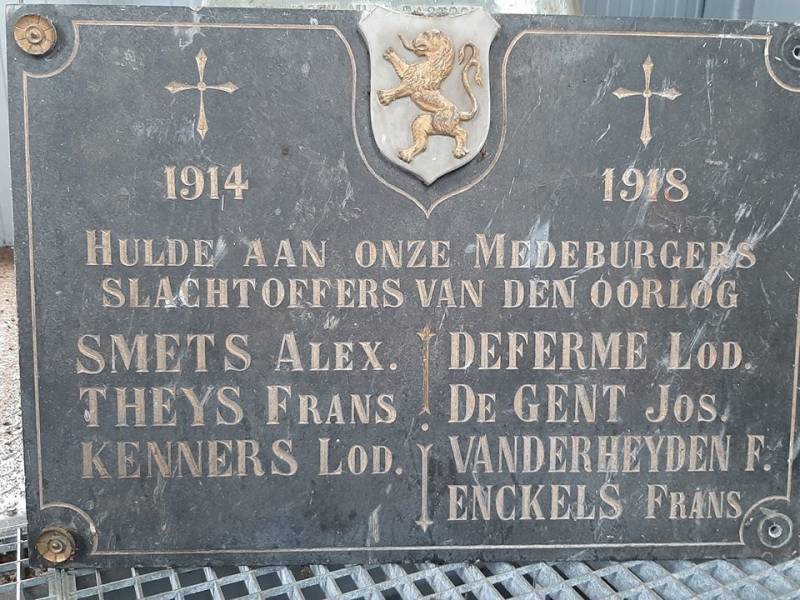 1914
1918
HULDE AAN ONZE MEDEBURGERS
SLACHTOFFERS VAN DEN OORLOG
SMETS ALEX.
THEYS FRANS
KENNERS LOD.
DEFERME LOD.
DE GENT JOS.
VANDERHEYDEN F.
ENCKELS FRANS